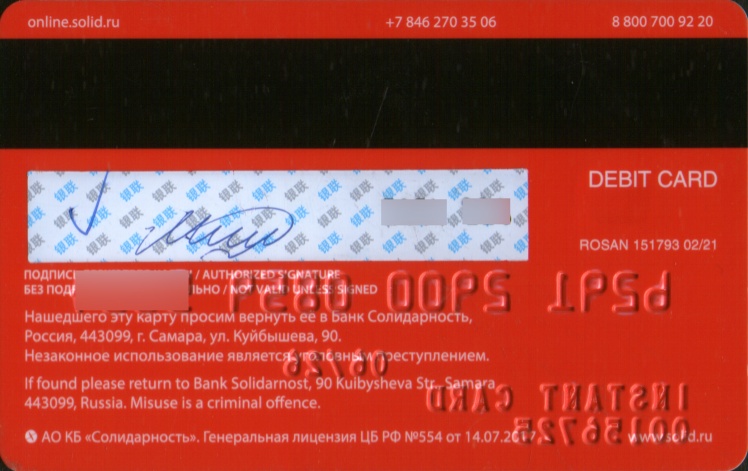 online.solid.ru +7 846 270 35 06 8 800 700 92 20
银联
DEBIT CARD
ROSAN 151793 02/21
/ AUTHORIZED SIGNATURE
БЕЗ / NOT VALID UNLESS SIGNED
Нашедшего эту карту просим вернуть ее в Банк Солидарность,
Россия, 443099, г. Самара, ул. Куйбышева, 90.
Незаконное использование является уголовным преступлением.
If found please return to Bank Solidarnost, 90 Kuibysheva Str., Samara,
443099, Russia. Misuse is a criminal offence.
INSTANT CARD
АО КБ «Солидарность». Генеральная лицензия ЦБ РФ №554 от 14.07.2017 www.solid.ru